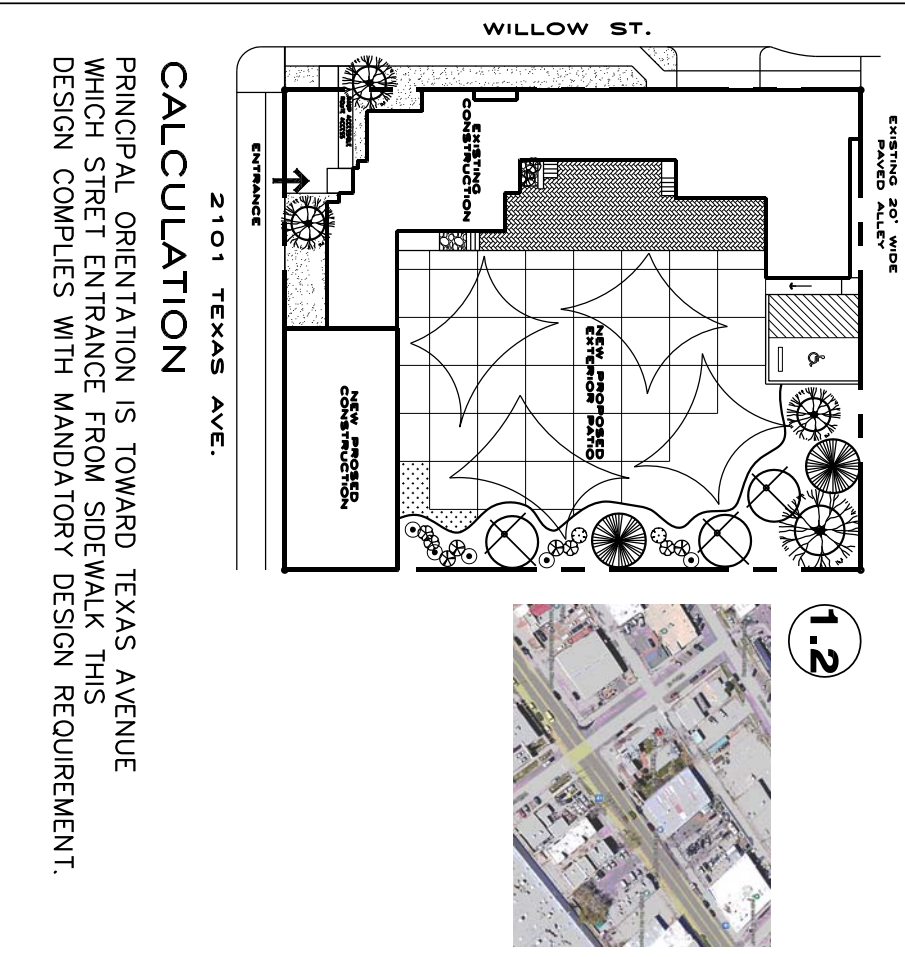 WILLOW ST.
EXISTING 20' WIDE
PAVED ALLEY
1.2
EXISTING
CONSTRUCTION
NEW PROPOSED
EXTERIOR PATIO
NEW PROSED
CONSTRUCTION
ENTRANCE
2101 TEXAS AVE.
CALCULATION
PRINCIPAL ORIENTATION IS TOWARD TEXAS AVENUE
WHICH STRET ENTRANCE FROM SIDEWALK THIS
DESIGN COMPLIES WITH MANDATORY DESIGN REQUIREMENT.